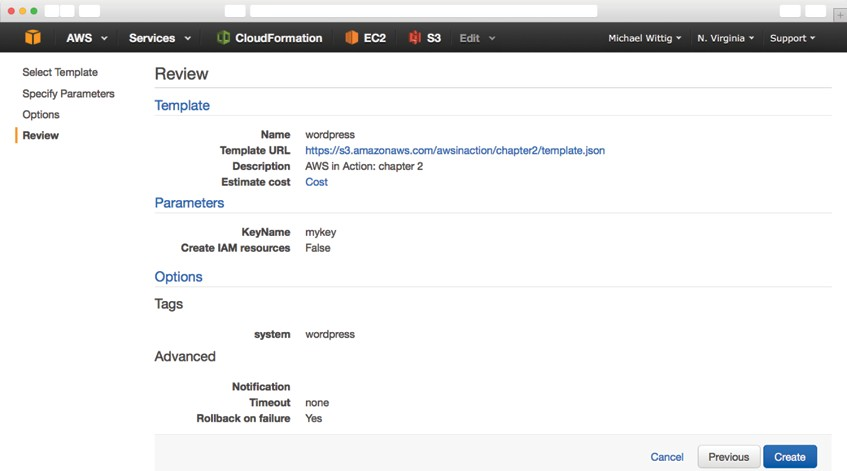 AWS Services CloudFormation EC2 S3 Edit Michael Wittig N. Virginia Support
Select Template
Specify Parameters
Options
Review
Review
Template
Name wordpress
Template URL https://s3.amazonaws.com/awsinaction/chapter2/template.json
Description AWS in Action: chapter 2
Estimate cost Cost
Parameters
KeyName mykey
Create IAM resources False
Options
Tags
system wordpress
Advanced
Notification
Timeout none
Rollback on failure Yes
Cancel Previous Create